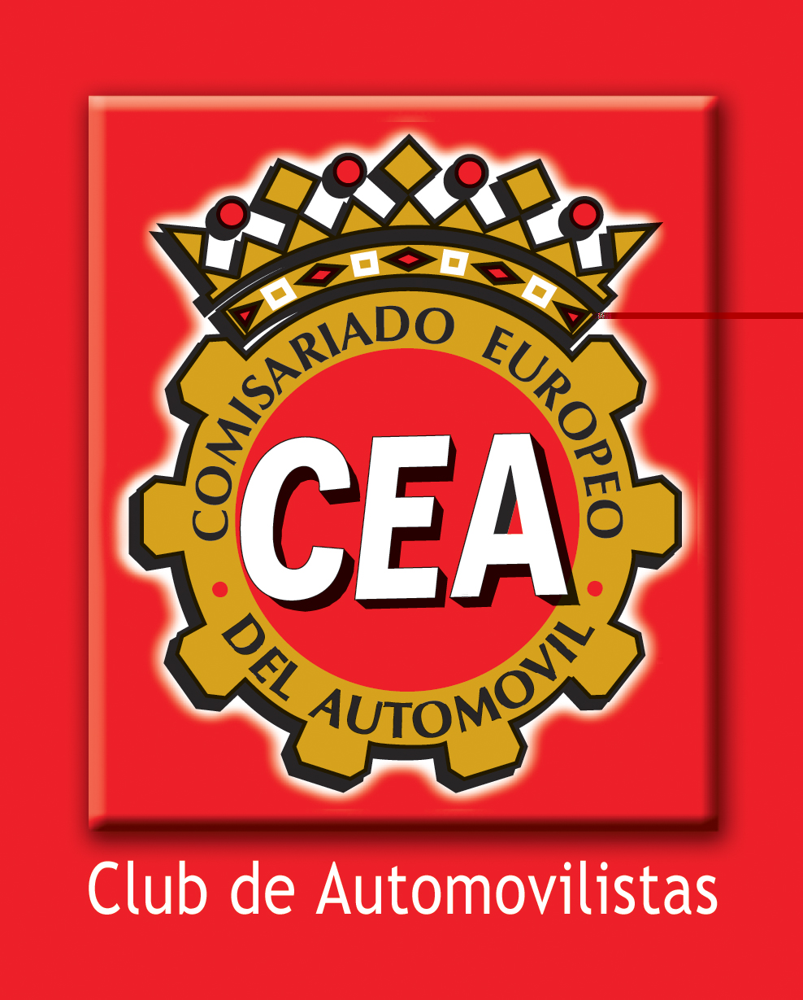 COMISARIADO EUROPEO
CEA
DEL AUTOMOVIL
Club de Automovilistas